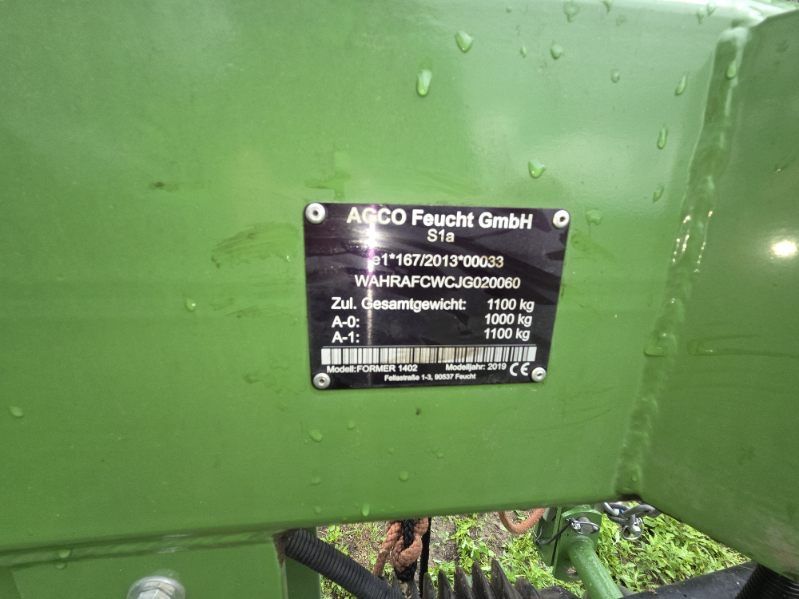 AGCO Feucht GmbH
S1a
e1*167/2013*00033
WAHRAFCWCJG020060
Zul. Gesamtgewicht: 1100 kg
A-0: 1000 kg
A-1: 1100 kg
Modell:FORMER 1402 Modelljahr: 2019 CE
Fellastraße 1-3, 90537 Feucht